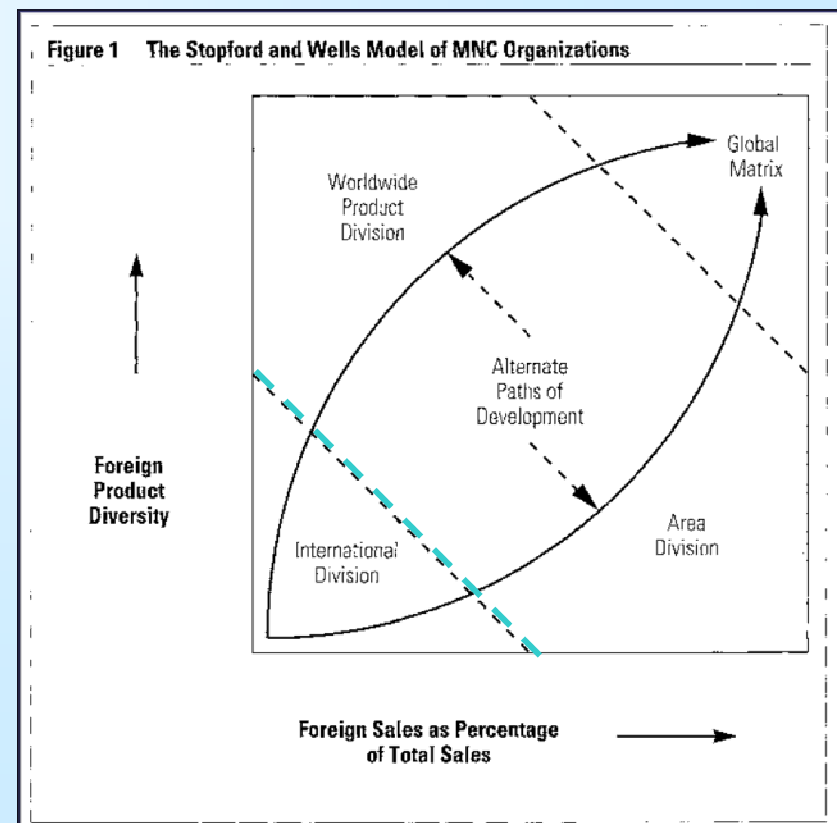 Figure 1 The Stopford and Wells Model of MNC Organizations
Global
Matrix
Worldwide
Product
Division
Alternate
Paths of
Development
Foreign
Product
Diversity
International
Division
Area
Division
Foreign Sales as Percentage
of Total Sales